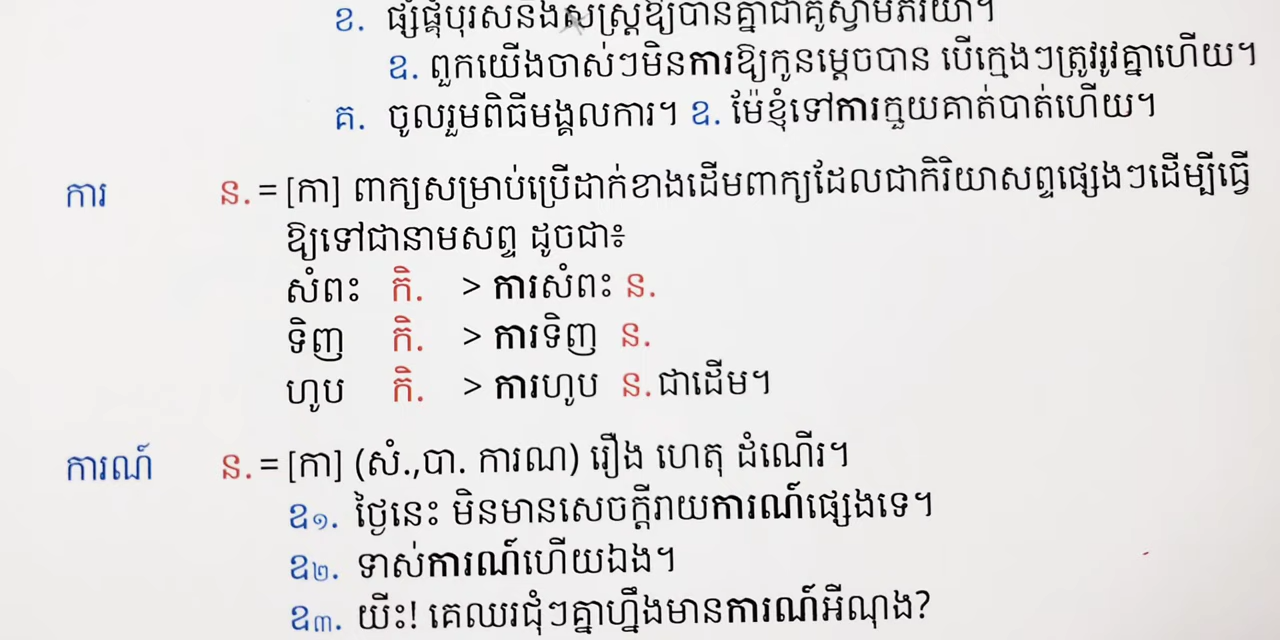 ខ. ផ្សំផ្គុំបុរសនិងស្ត្រីឱ្យបានគ្នាជាគូស្វាមីភរិយា។
ឧ. ពួកយើងចាស់ៗមិនការឱ្យកូនម្ដេចបាន បើក្មេងៗត្រូវរូវគ្នាហើយ។
គ. ចូលរួមពិធីមង្គលការ។ ឧ. ម៉ែខ្ញុំទៅការក្មួយគាត់បាត់ហើយ។
ការ ន. = [កា] ពាក្យសម្រាប់ប្រើដាក់ខាងដើមពាក្យដែលជាកិរិយាសព្ទផ្សេងៗដើម្បីធ្វើ
ឱ្យទៅជានាមសព្ទ ដូចជា៖
សំពះ កិ. > ការសំពះ ន.
ទិញ កិ. > ការទិញ ន.
ហូប កិ. > ការហូប ន. ជាដើម។
ការណ៍ ន. = [កា] (សំ.,បា. ការណ) រឿង ហេតុ ដំណើរ។
ឧ១. ថ្ងៃនេះ មិនមានសេចក្ដីរាយការណ៍ផ្សេងទេ។
ឧ២. ទាស់ការណ៍ហើយឯង។
ឧ៣. យីះ! គេឈរជុំៗគ្នាហ្នឹងមានការណ៍អីណុង?